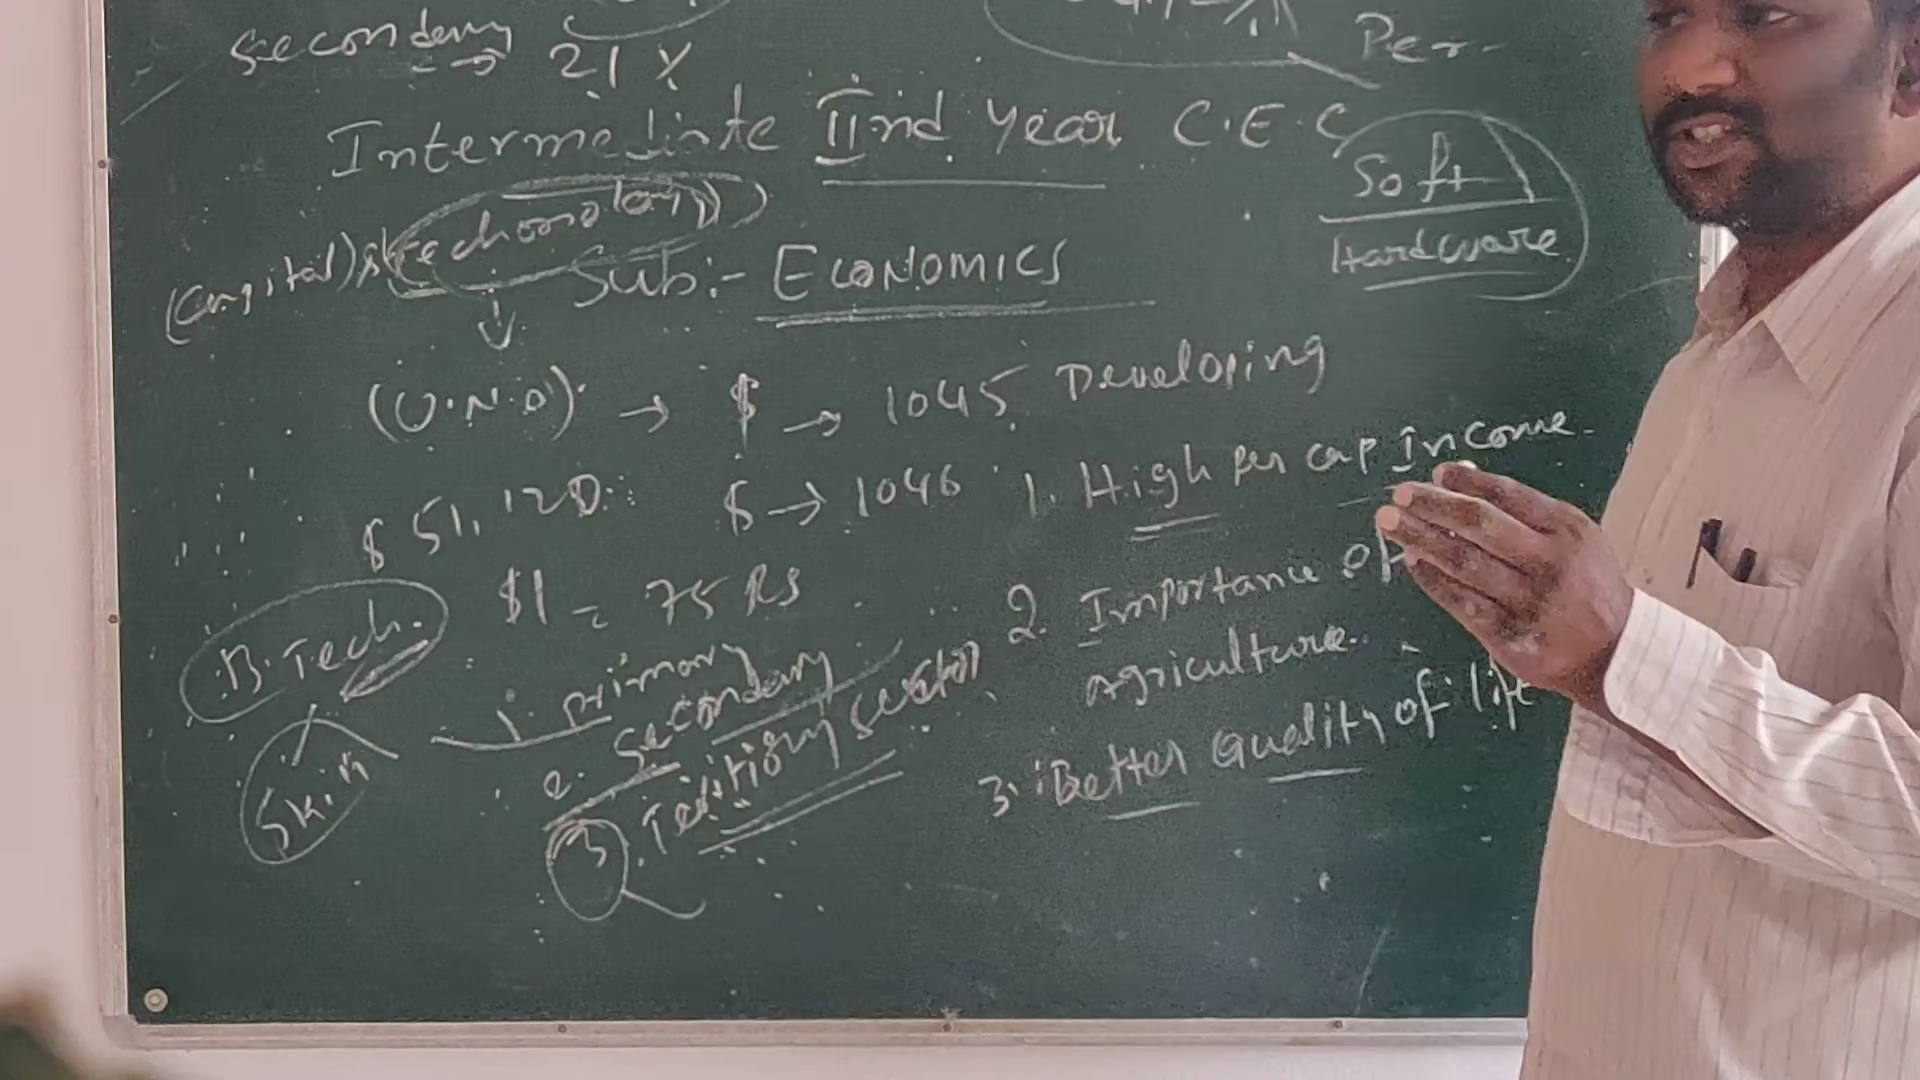 secondary → 21 %
Per-
Intermediate IInd Year C.E.C
Soft
Hardware
(Capital) technology
Sub:- ECONOMICS
(U.N.O) → $ → 1045 Developing
$ 51,120 $ → 1046
1. High per cap Income
$1 = 75 Rs
2. Importance of
agriculture.
3. Better quality of life
B.Tech.
Skill
1. primary
2. Secondary
3. sector